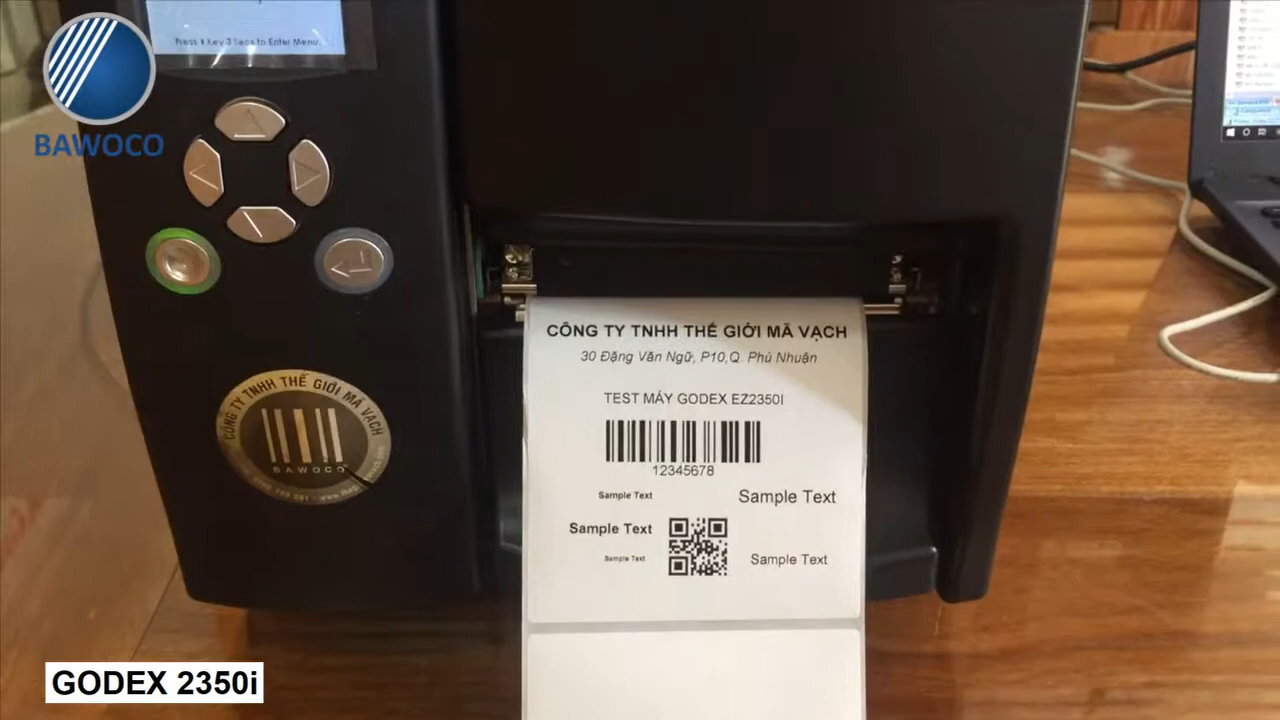 Press ⬇ Key 3 Secs to Enter Menu
BAWOCO
CÔNG TY TNHH THẾ GIỚI MÃ VẠCH
30 Đặng Văn Ngữ, P10,Q. Phú Nhuận
TEST MÁY GODEX EZ2350I
12345678
Sample Text
Sample Text
Sample Text
Sample Text
Sample Text
CÔNG TY TNHH THẾ GIỚI MÃ VẠCH
BAWOCO
GODEX 2350i